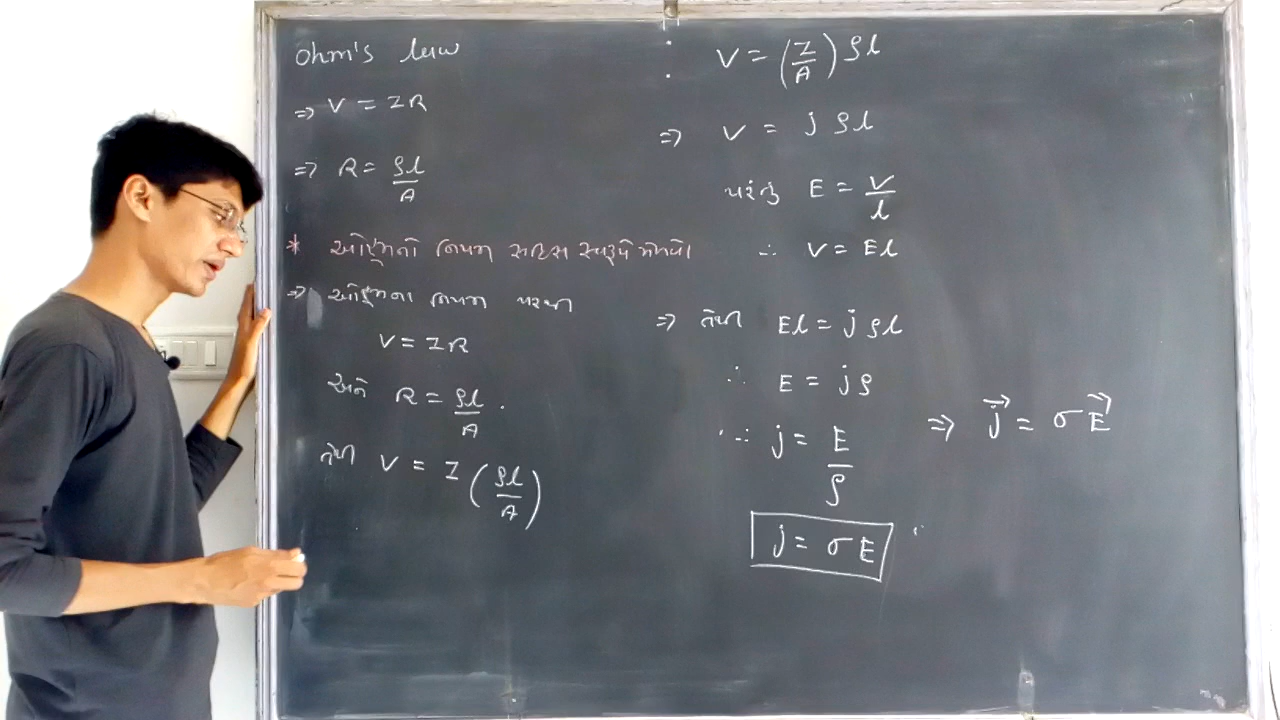 Ohm's law
⇒ V = IR
⇒ R = ρl/A
* ઓહ્મનો નિયમ સદિશ સ્વરૂપે મેળવો
⇒ ઓહ્મના નિયમ પરથી
V = IR
અને R = ρl/A .
તેથી V = I (ρl/A)
∴ V = (I/A) ρl
⇒ V = j ρl
પરંતુ E = V/l
∴ V = El
⇒ તેથી El = j ρl
∴ E = jρ
∴ j = E/ρ
j = σE
⇒ j⃗ = σE⃗